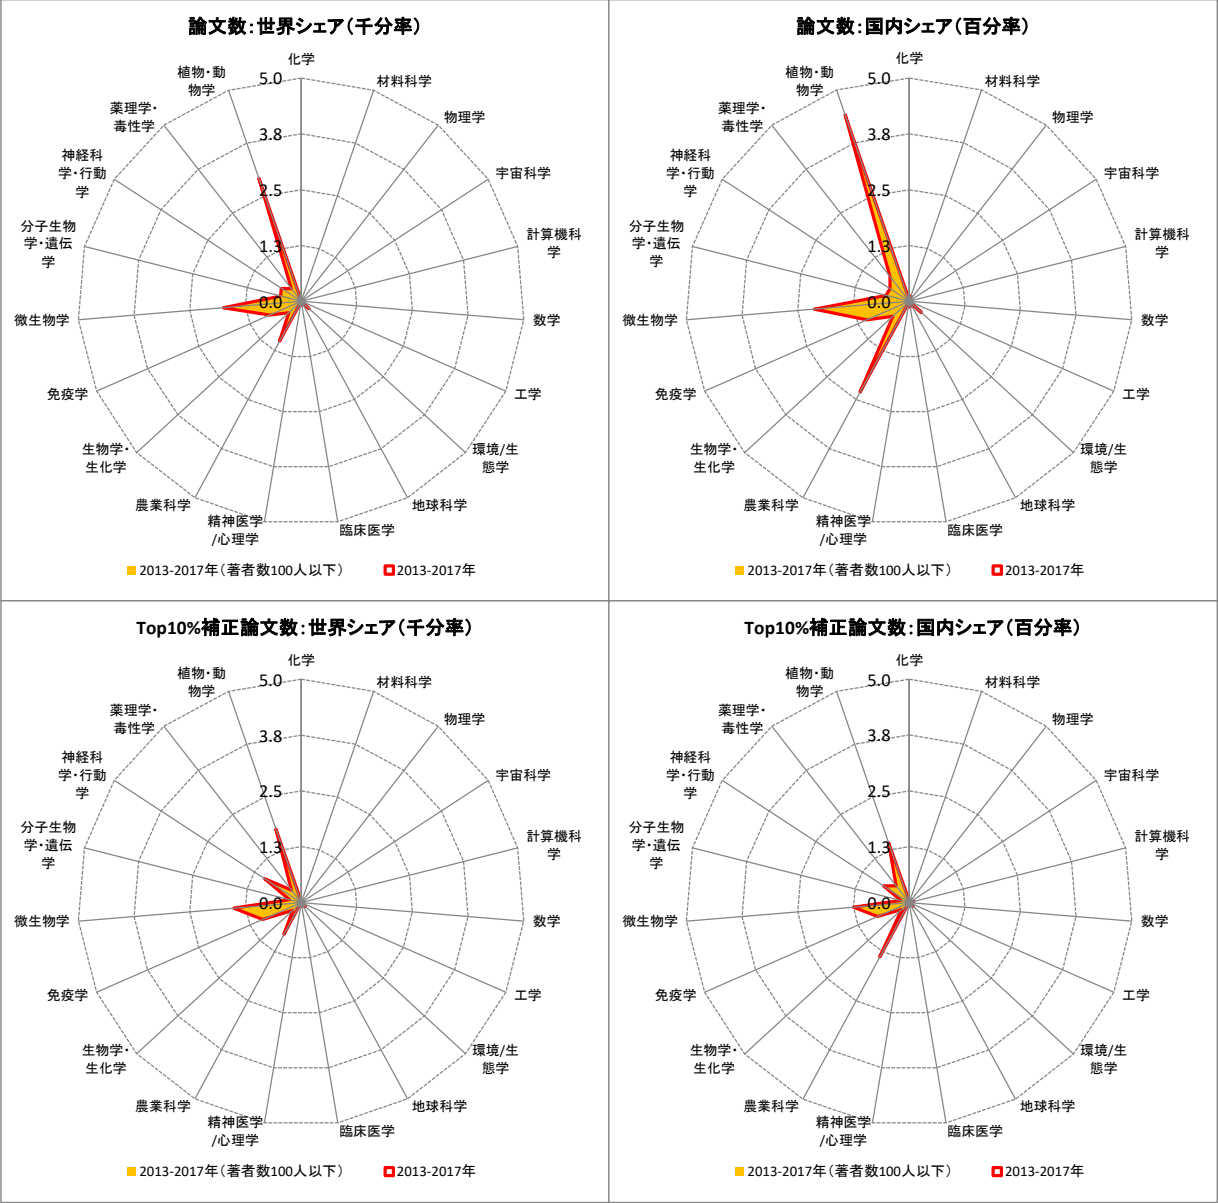 論文数：世界シェア（千分率）
化学
材料科学
物理学
宇宙科学
計算機科
学
数学
工学
環境/生
態学
地球科学
臨床医学
精神医学
/心理学
農業科学
生物学・
生化学
免疫学
微生物学
分子生物
学・遺伝
学
神経科
学・行動
学
薬理学・
毒性学
植物・動
物学
5.0
3.8
2.5
1.3
0.0
2013-2017年（著者数100人以下）
2013-2017年
論文数：国内シェア（百分率）
化学
材料科学
物理学
宇宙科学
計算機科
学
数学
工学
環境/生
態学
地球科学
臨床医学
精神医学
/心理学
農業科学
生物学・
生化学
免疫学
微生物学
分子生物
学・遺伝
学
神経科
学・行動
学
薬理学・
毒性学
植物・動
物学
5.0
3.8
2.5
1.3
0.0
2013-2017年（著者数100人以下）
2013-2017年
Top10%補正論文数：世界シェア（千分率）
化学
材料科学
物理学
宇宙科学
計算機科
学
数学
工学
環境/生
態学
地球科学
臨床医学
精神医学
/心理学
農業科学
生物学・
生化学
免疫学
微生物学
分子生物
学・遺伝
学
神経科
学・行動
学
薬理学・
毒性学
植物・動
物学
5.0
3.8
2.5
1.3
0.0
2013-2017年（著者数100人以下）
2013-2017年
Top10%補正論文数：国内シェア（百分率）
化学
材料科学
物理学
宇宙科学
計算機科
学
数学
工学
環境/生
態学
地球科学
臨床医学
精神医学
/心理学
農業科学
生物学・
生化学
免疫学
微生物学
分子生物
学・遺伝
学
神経科
学・行動
学
薬理学・
毒性学
植物・動
物学
5.0
3.8
2.5
1.3
0.0
2013-2017年（著者数100人以下）
2013-2017年